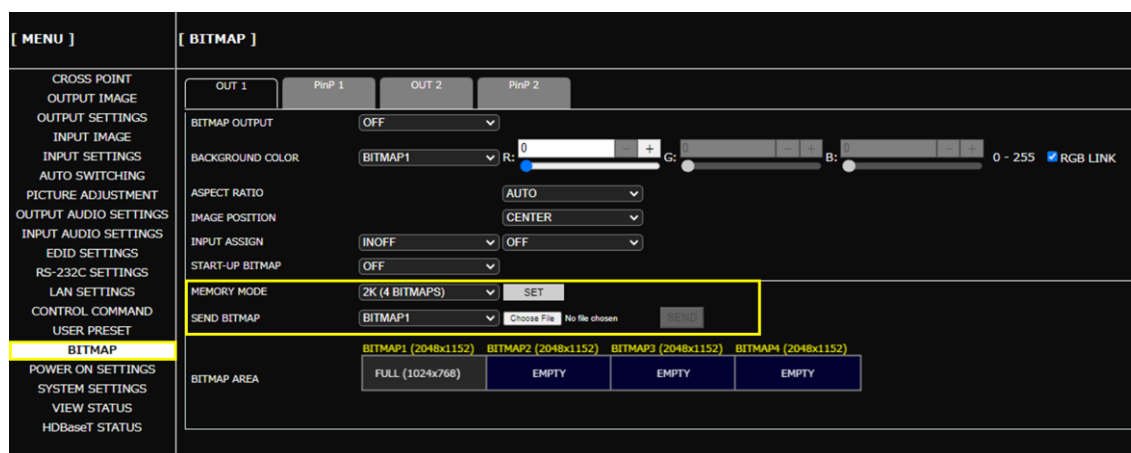 [ MENU ]
[ BITMAP ]
CROSS POINT
OUTPUT IMAGE
OUTPUT SETTINGS
INPUT IMAGE
INPUT SETTINGS
AUTO SWITCHING
PICTURE ADJUSTMENT
OUTPUT AUDIO SETTINGS
INPUT AUDIO SETTINGS
EDID SETTINGS
RS-232C SETTINGS
LAN SETTINGS
CONTROL COMMAND
USER PRESET
BITMAP
POWER ON SETTINGS
SYSTEM SETTINGS
VIEW STATUS
HDBaseT STATUS
OUT 1 PinP 1 OUT 2 PinP 2
BITMAP OUTPUT OFF
BACKGROUND COLOR BITMAP1 R: 0 - + G: 0 - + B: 0 - + 0 - 255 RGB LINK
ASPECT RATIO AUTO
IMAGE POSITION CENTER
INPUT ASSIGN INOFF OFF
START-UP BITMAP OFF
MEMORY MODE 2K (4 BITMAPS) SET
SEND BITMAP BITMAP1 Choose File No file chosen SEND
BITMAP1 (2048x1152) BITMAP2 (2048x1152) BITMAP3 (2048x1152) BITMAP4 (2048x1152)
BITMAP AREA FULL (1024x768) EMPTY EMPTY EMPTY